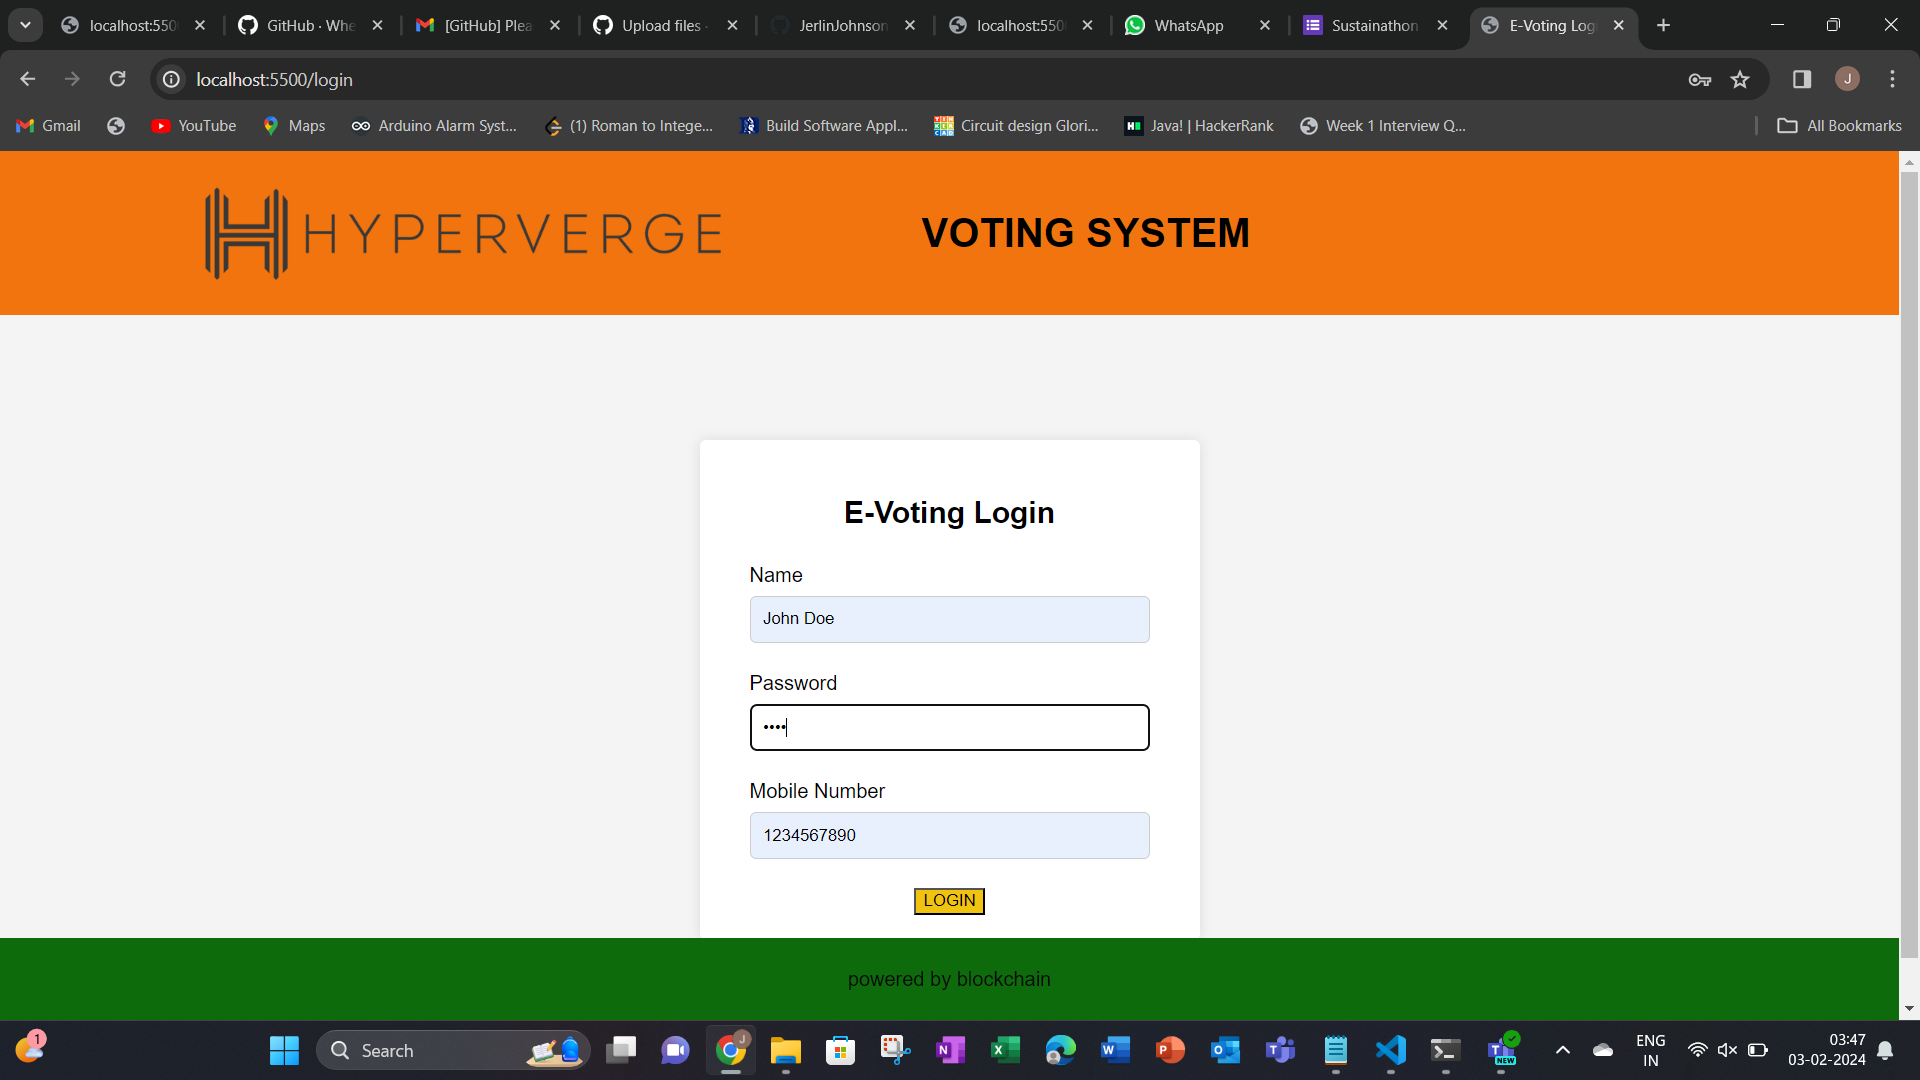 localhost:550
GitHub · Whe
[GitHub] Plea
Upload files ·
JerlinJohnson
localhost:550
WhatsApp
Sustainathon
E-Voting Log
localhost:5500/login
J
Gmail
YouTube
Maps
Arduino Alarm Syst...
(1) Roman to Intege...
Build Software Appl...
Circuit design Glori...
Java! | HackerRank
Week 1 Interview Q...
All Bookmarks
HYPERVERGE
VOTING SYSTEM
E-Voting Login
Name
John Doe
Password
••••
Mobile Number
1234567890
LOGIN
powered by blockchain
1
Search
J
NEW
ENG
IN
03:47
03-02-2024